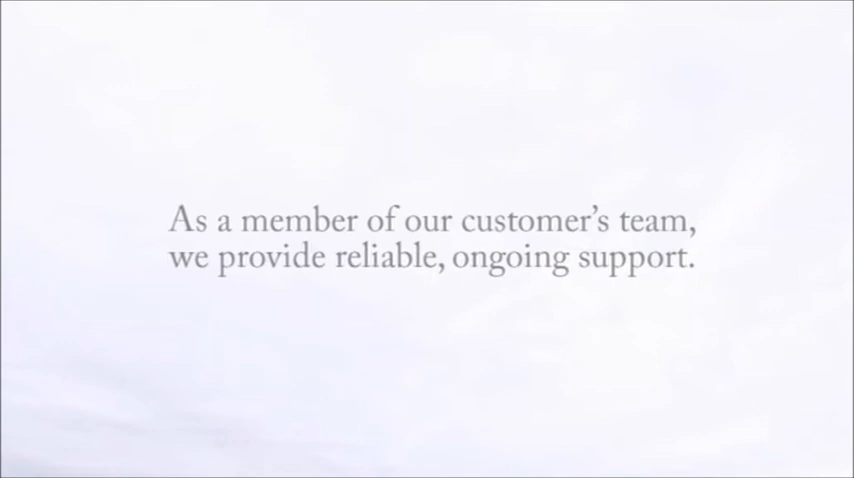 As a member of our customer’s team,
we provide reliable, ongoing support.